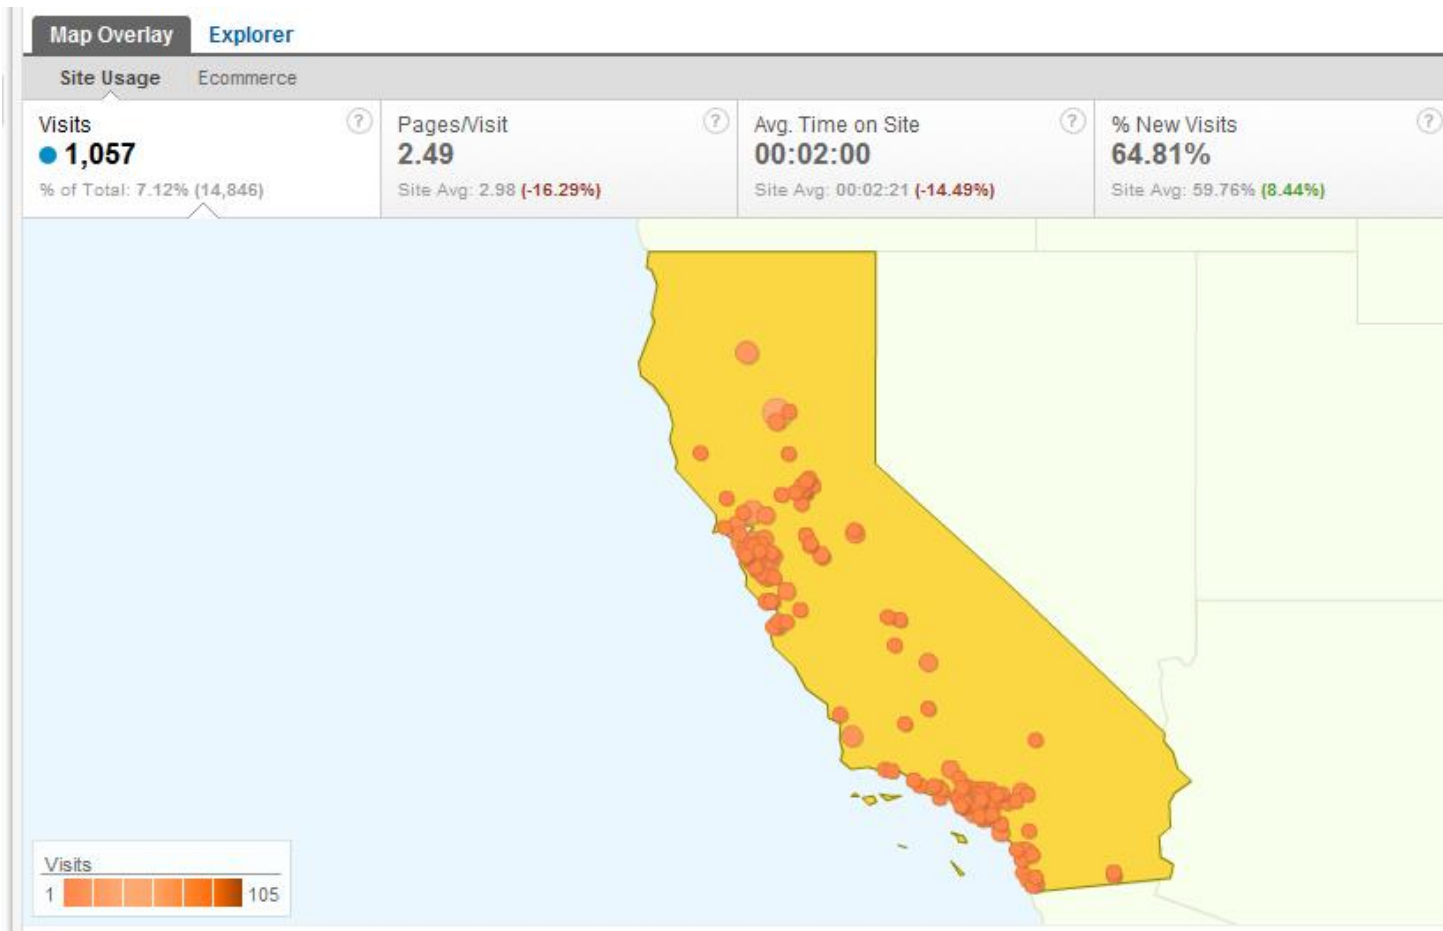 Map Overlay Explorer
Site Usage Ecommerce
Visits ?
1,057
% of Total: 7.12% (14,846)
Pages/Visit ?
2.49
Site Avg: 2.98 (-16.29%)
Avg. Time on Site ?
00:02:00
Site Avg: 00:02:21 (-14.49%)
% New Visits ?
64.81%
Site Avg: 59.76% (8.44%)
Visits
1 105